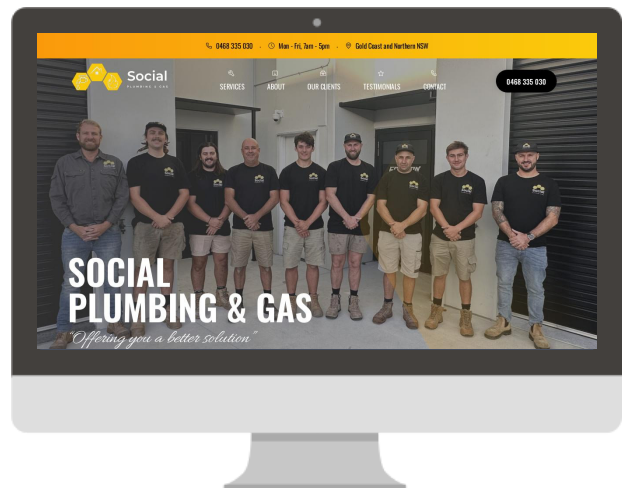 0468 335 030 · Mon - Fri, 7am - 5pm · Gold Coast and Northern NSW
Social
PLUMBING & GAS
SERVICES ABOUT OUR CLIENTS TESTIMONIALS CONTACT
0468 335 030
SOCIAL
PLUMBING & GAS
"Offering you a better solution"